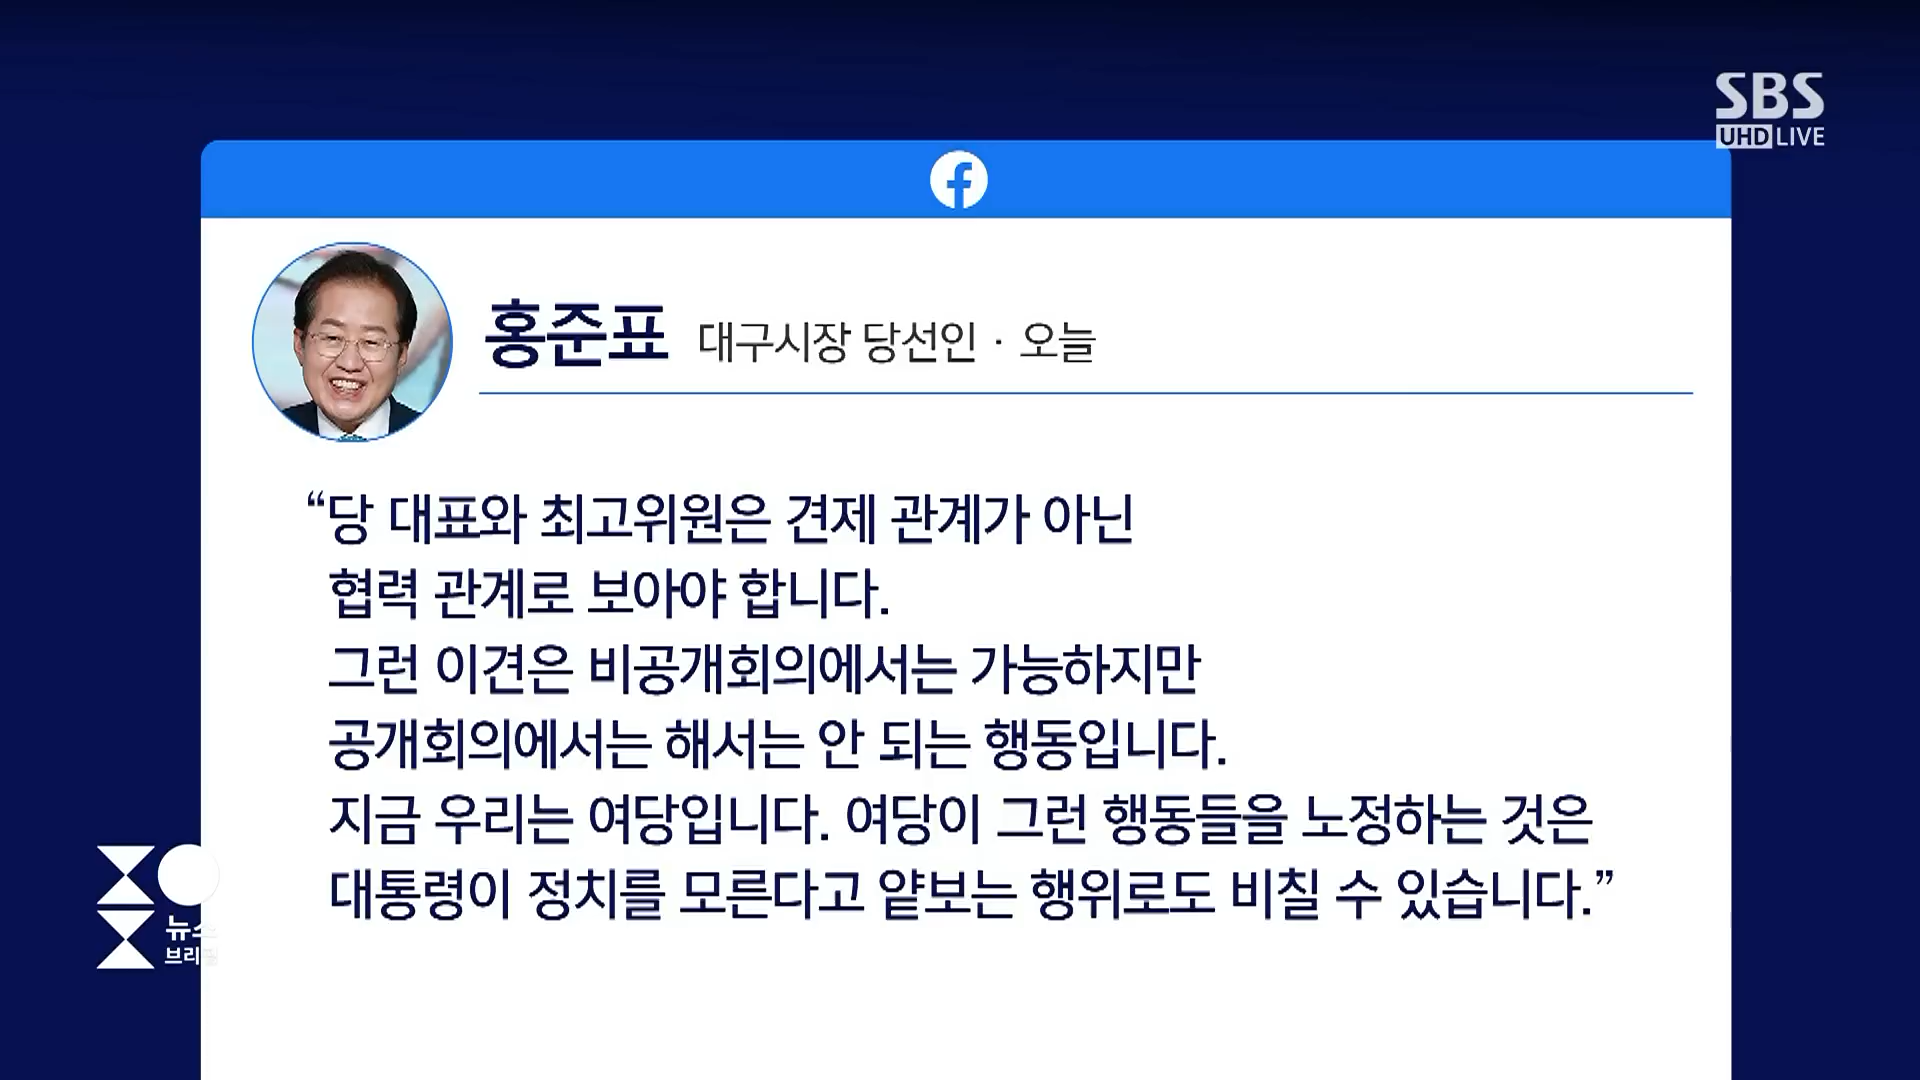 SBS
UHD LIVE
홍준표 대구시장 당선인 · 오늘
“당 대표와 최고위원은 견제 관계가 아닌
협력 관계로 보아야 합니다.
그런 이견은 비공개회의에서는 가능하지만
공개회의에서는 해서는 안 되는 행동입니다.
지금 우리는 여당입니다. 여당이 그런 행동들을 노정하는 것은
대통령이 정치를 모른다고 얕보는 행위로도 비칠 수 있습니다.”
뉴스